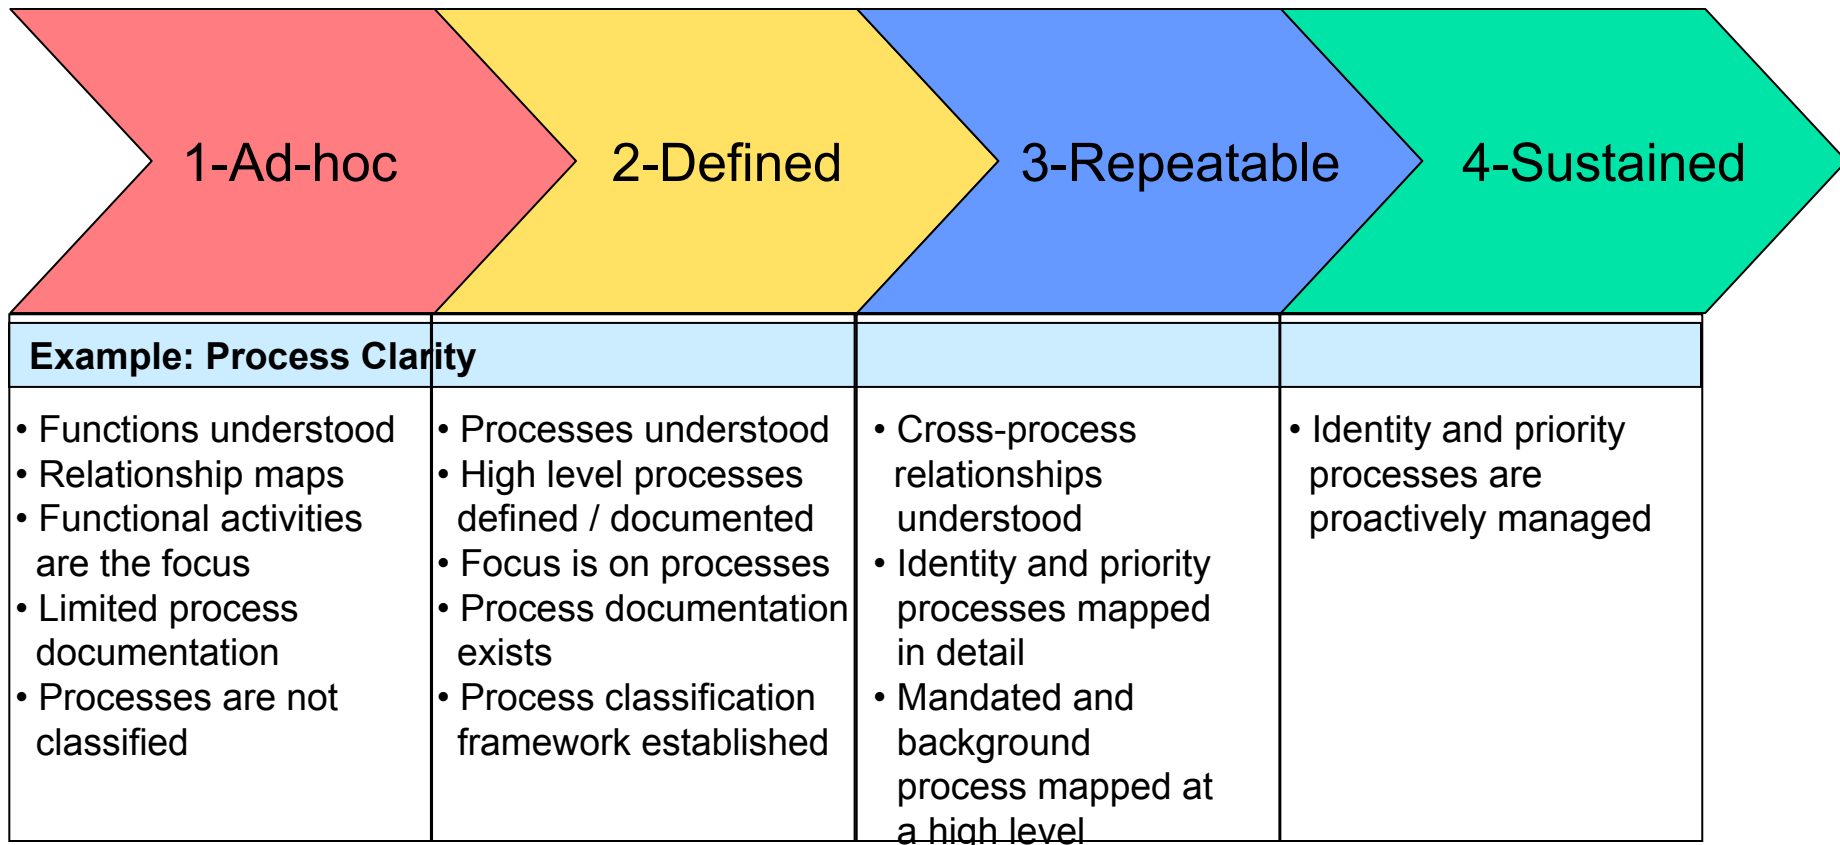 1-Ad-hoc
2-Defined
3-Repeatable
4-Sustained
Example: Process Clarity
• Functions understood
• Relationship maps
• Functional activities
are the focus
• Limited process
documentation
• Processes are not
classified
• Processes understood
• High level processes
defined / documented
• Focus is on processes
• Process documentation
exists
• Process classification
framework established
• Cross-process
relationships
understood
• Identity and priority
processes mapped
in detail
• Mandated and
background
process mapped at
a high level
• Identity and priority
processes are
proactively managed